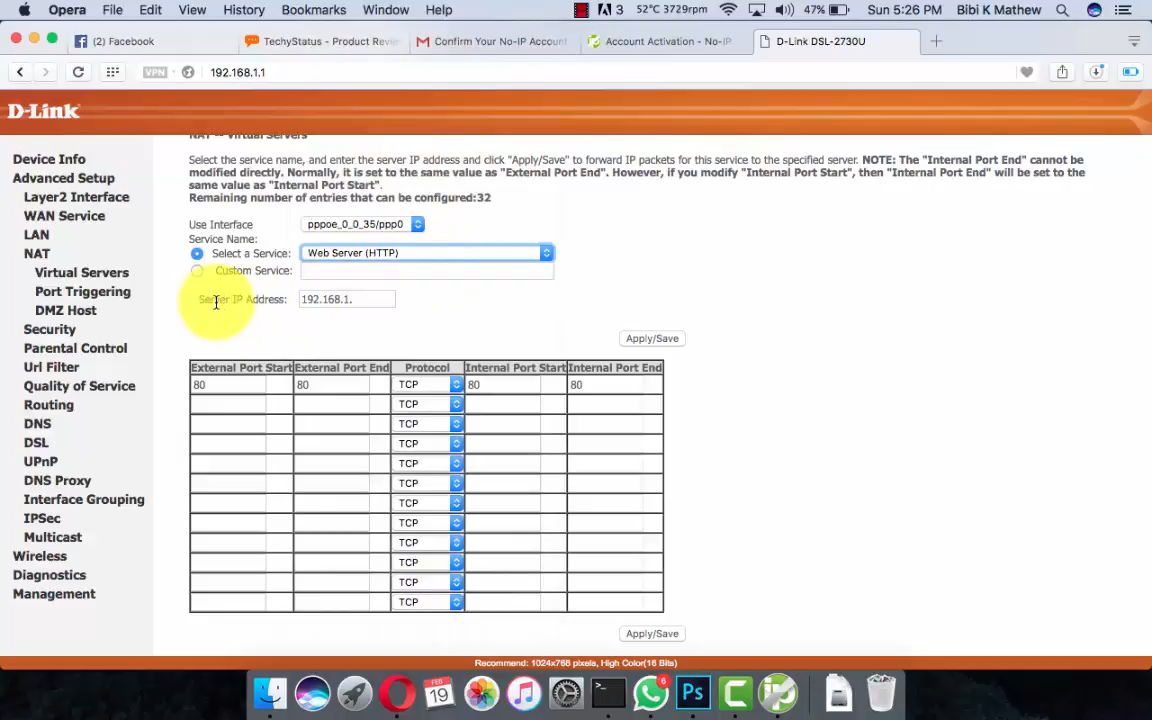 Opera File Edit View History Bookmarks Window Help 3 52°C 3729rpm 47% Sun 5:26 PM Bibi K Mathew
(2) Facebook TechyStatus - Product Revie Confirm Your No-IP Account Account Activation - No-IP D-Link DSL-2730U
VPN 192.168.1.1
D-Link
NAT -- Virtual Servers
Device Info
Advanced Setup
Layer2 Interface
WAN Service
LAN
NAT
Virtual Servers
Port Triggering
DMZ Host
Security
Parental Control
Url Filter
Quality of Service
Routing
DNS
DSL
UPnP
DNS Proxy
Interface Grouping
IPSec
Multicast
Wireless
Diagnostics
Management
Select the service name, and enter the server IP address and click "Apply/Save" to forward IP packets for this service to the specified server. NOTE: The "Internal Port End" cannot be
modified directly. Normally, it is set to the same value as "External Port End". However, if you modify "Internal Port Start", then "Internal Port End" will be set to the
same value as "Internal Port Start".
Remaining number of entries that can be configured:32
Use Interface pppoe_0_0_35/ppp0
Service Name:
Select a Service: Web Server (HTTP)
Custom Service:
Server IP Address: 192.168.1.
Apply/Save
External Port Start External Port End Protocol Internal Port Start Internal Port End
80 80 TCP 80 80
TCP
TCP
TCP
TCP
TCP
TCP
TCP
TCP
TCP
TCP
TCP
Apply/Save
Recommend: 1024x768 pixels, High Color(16 Bits)
FEB
19
6
Ps